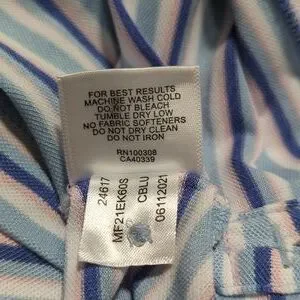 FOR BEST RESULTS
MACHINE WASH COLD
DO NOT BLEACH
TUMBLE DRY LOW
NO FABRIC SOFTENERS
DO NOT DRY CLEAN
DO NOT IRON
RN100308
CA40339
24617
MF21EK60S
CBLU
06112021